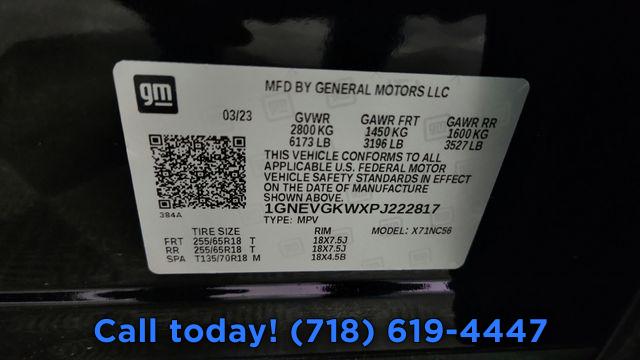 gm
MFD BY GENERAL MOTORS LLC
03/23
GVWR GAWR FRT GAWR RR
2800 KG 1450 KG 1600 KG
6173 LB 3196 LB 3527 LB
THIS VEHICLE CONFORMS TO ALL
APPLICABLE U.S. FEDERAL MOTOR
VEHICLE SAFETY STANDARDS IN EFFECT
ON THE DATE OF MANUFACTURE
SHOWN ABOVE.
384A
1GNEVGKWXPJ222817
TYPE: MPV MODEL: X71NC56
TIRE SIZE RIM
FRT 255/65R18 T 18X7.5J
RR 255/65R18 T 18X7.5J
SPA T135/70R18 M 18X4.5B
Call today! (718) 619-4447